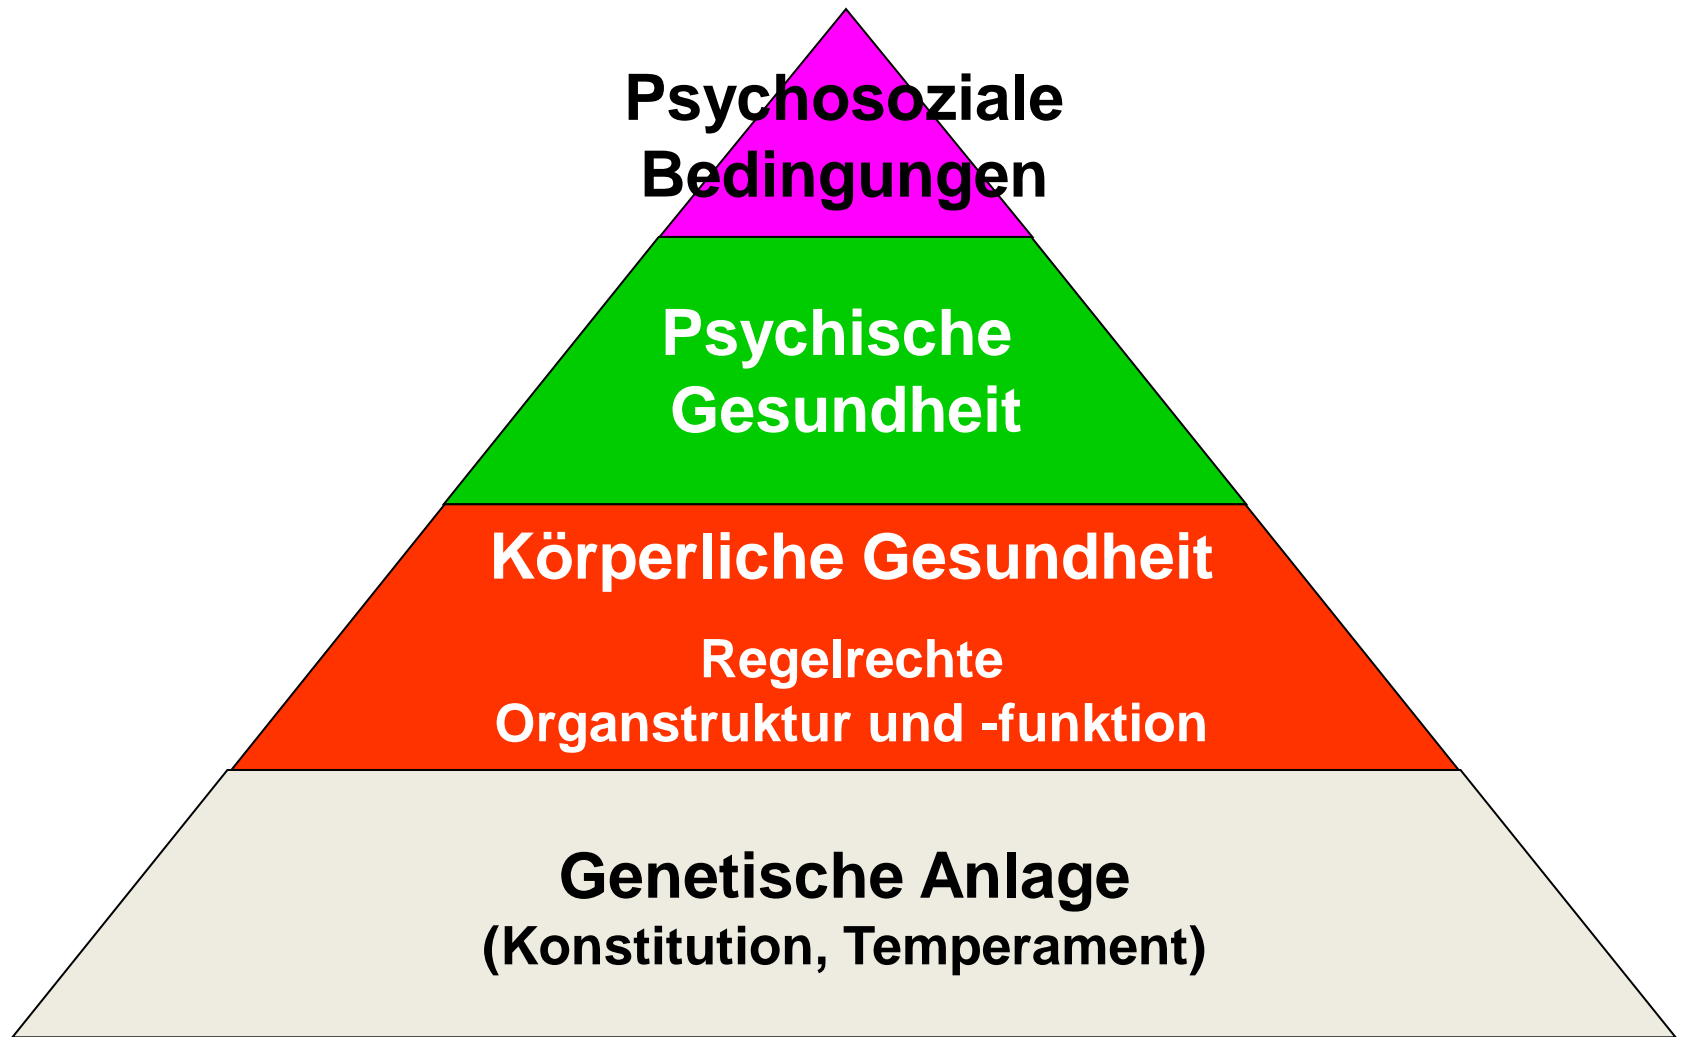 Psychosoziale
Bedingungen
Psychische
Gesundheit
Körperliche Gesundheit
Regelrechte
Organstruktur und -funktion
Genetische Anlage
(Konstitution, Temperament)